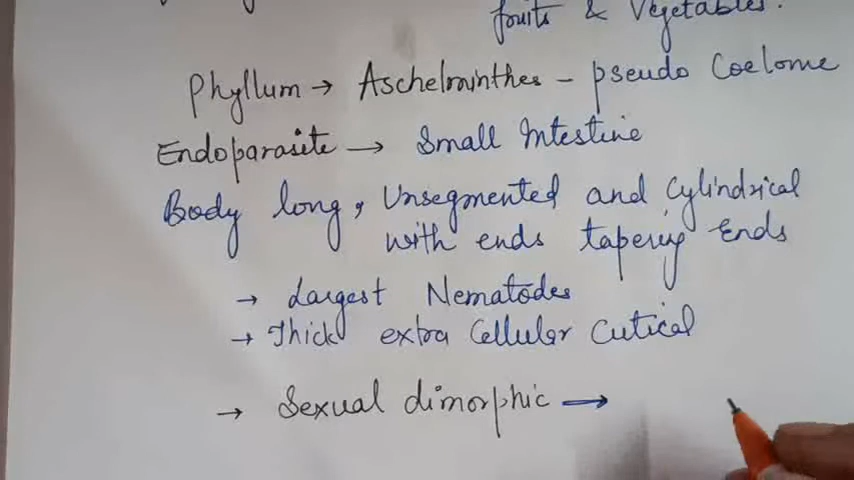 fruits & Vegetables.
Phyllum → Aschelminthes - pseudo Coelome
Endoparasite → Small Intestine
Body long, Unsegmented and Cylindrical
with ends tapering Ends
→ Largest Nematodes
→ Thick extra Cellular Cutical
→ Sexual dimorphic →